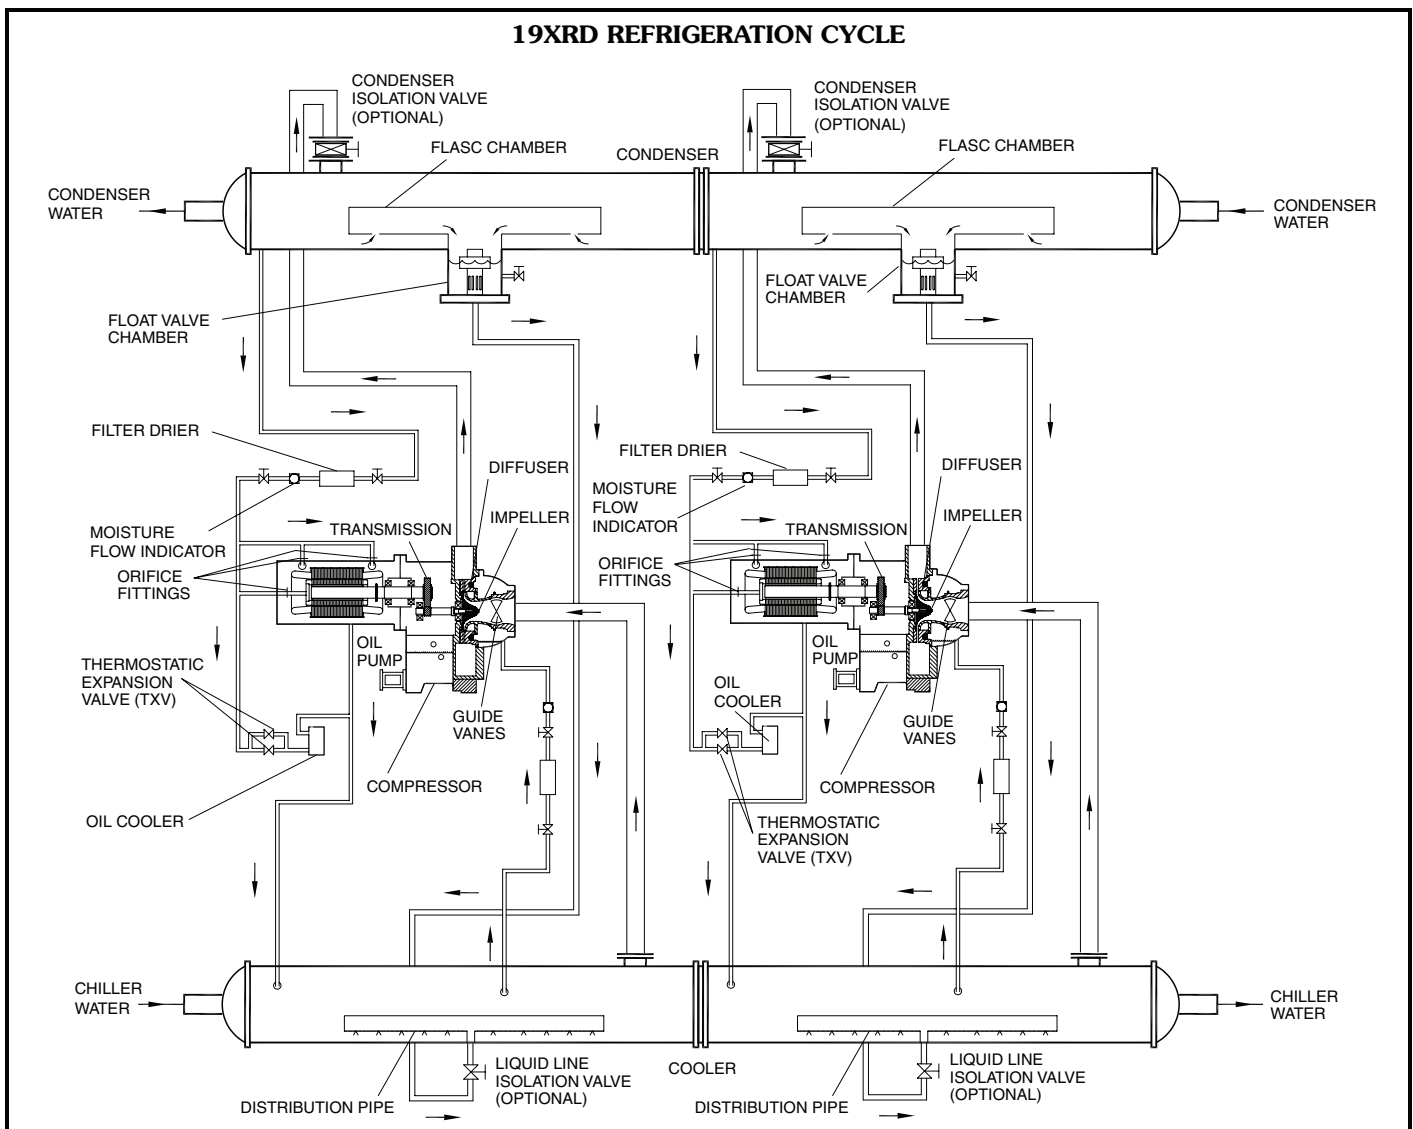 19XRD REFRIGERATION CYCLE
CONDENSER
ISOLATION VALVE
(OPTIONAL)
FLASC CHAMBER
CONDENSER
CONDENSER
ISOLATION VALVE
(OPTIONAL)
FLASC CHAMBER
CONDENSER
WATER
CONDENSER
WATER
FLOAT VALVE
CHAMBER
FLOAT VALVE
CHAMBER
FILTER DRIER
DIFFUSER
IMPELLER
TRANSMISSION
MOISTURE
FLOW INDICATOR
ORIFICE
FITTINGS
FILTER DRIER
MOISTURE
FLOW
INDICATOR
DIFFUSER
IMPELLER
TRANSMISSION
ORIFICE
FITTINGS
OIL
PUMP
THERMOSTATIC
EXPANSION
VALVE (TXV)
GUIDE
VANES
COMPRESSOR
OIL COOLER
OIL
PUMP
OIL
COOLER
GUIDE
VANES
COMPRESSOR
THERMOSTATIC
EXPANSION
VALVE (TXV)
CHILLER
WATER
CHILLER
WATER
LIQUID LINE
ISOLATION VALVE
(OPTIONAL)
DISTRIBUTION PIPE
COOLER
LIQUID LINE
ISOLATION VALVE
(OPTIONAL)
DISTRIBUTION PIPE